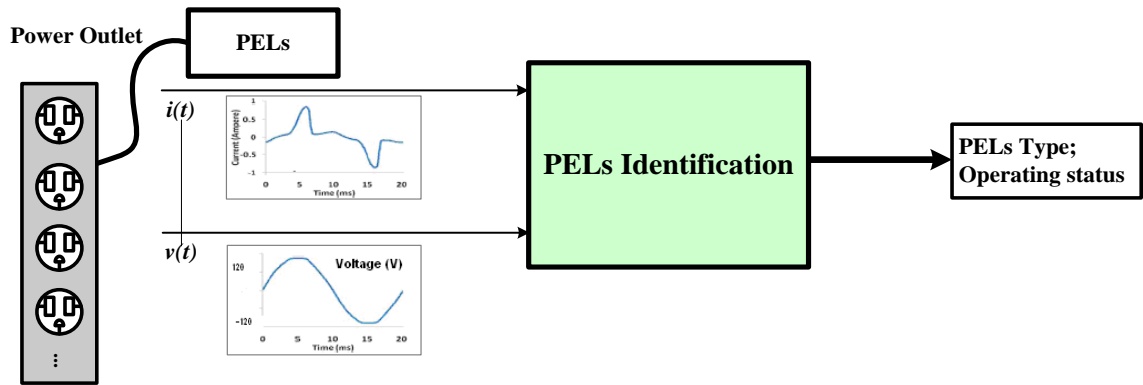 Power Outlet
PELs
i(t)
1
0.5
0
-0.5
-1
Current (Ampere)
0 5 10 15 20
Time (ms)
PELs Identification
PELs Type;
Operating status
v(t)
Voltage (V)
120
-120
0 5 10 15 20
Time (ms)
...